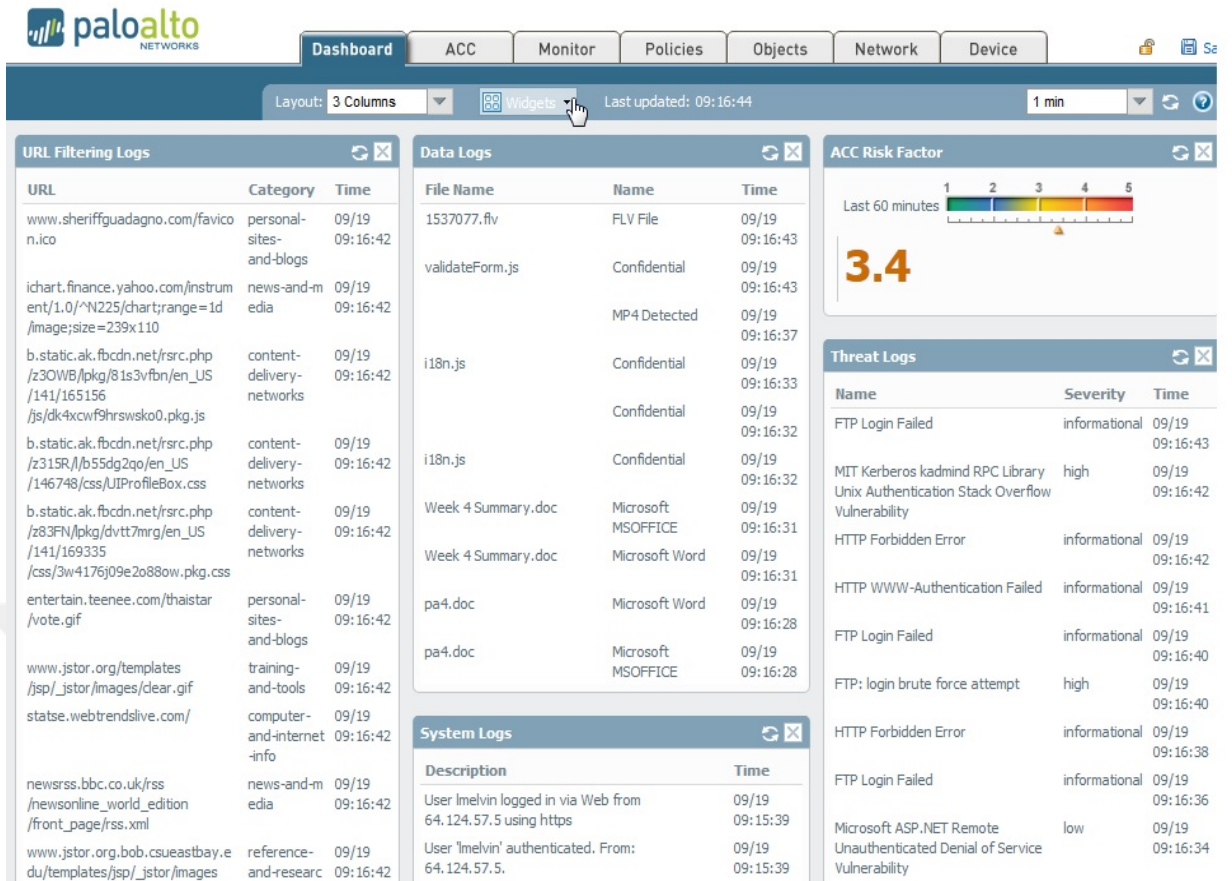 paloalto
NETWORKS
Dashboard ACC Monitor Policies Objects Network Device Sa
Layout: 3 Columns Widgets Last updated: 09:16:44 1 min
URL Filtering Logs
URL Category Time
www.sheriffguadagno.com/favico personal- 09/19
n.ico sites- 09:16:42
and-blogs
ichart.finance.yahoo.com/instrum news-and-m 09/19
ent/1.0/^N225/chart;range=1d edia 09:16:42
/image;size=239x110
b.static.ak.fbcdn.net/rsrc.php content- 09/19
/z3OWB/lpkg/81s3vfbn/en_US delivery- 09:16:42
/141/165156 networks
/js/dk4xcwf9hrswsko0.pkg.js
b.static.ak.fbcdn.net/rsrc.php content- 09/19
/z315R/l/b55dg2qo/en_US delivery- 09:16:42
/146748/css/UIProfileBox.css networks
b.static.ak.fbcdn.net/rsrc.php content- 09/19
/z83FN/lpkg/dvtt7mrg/en_US delivery- 09:16:42
/141/169335 networks
/css/3w4176j09e2o88ow.pkg.css
entertain.teenee.com/thaistar personal- 09/19
/vote.gif sites- 09:16:42
and-blogs
www.jstor.org/templates training- 09/19
/jsp/_jstor/images/clear.gif and-tools 09:16:42
statse.webtrendslive.com/ computer- 09/19
and-internet 09:16:42
-info
newsrss.bbc.co.uk/rss news-and-m 09/19
/newsonline_world_edition edia 09:16:42
/front_page/rss.xml
www.jstor.org.bob.csueastbay.e reference- 09/19
du/templates/jsp/_jstor/images and-researc 09:16:42
Data Logs
File Name Name Time
1537077.flv FLV File 09/19
09:16:43
validateForm.js Confidential 09/19
09:16:43
MP4 Detected 09/19
09:16:37
i18n.js Confidential 09/19
09:16:33
Confidential 09/19
09:16:32
i18n.js Confidential 09/19
09:16:32
Week 4 Summary.doc Microsoft 09/19
MSOFFICE 09:16:31
Week 4 Summary.doc Microsoft Word 09/19
09:16:31
pa4.doc Microsoft Word 09/19
09:16:28
pa4.doc Microsoft 09/19
MSOFFICE 09:16:28
System Logs
Description Time
User lmelvin logged in via Web from 09/19
64.124.57.5 using https 09:15:39
User 'lmelvin' authenticated. From: 09/19
64.124.57.5. 09:15:39
ACC Risk Factor
1 2 3 4 5
Last 60 minutes
3.4
Threat Logs
Name Severity Time
FTP Login Failed informational 09/19
09:16:43
MIT Kerberos kadmind RPC Library high 09/19
Unix Authentication Stack Overflow 09:16:42
Vulnerability
HTTP Forbidden Error informational 09/19
09:16:42
HTTP WWW-Authentication Failed informational 09/19
09:16:41
FTP Login Failed informational 09/19
09:16:40
FTP: login brute force attempt high 09/19
09:16:40
HTTP Forbidden Error informational 09/19
09:16:38
FTP Login Failed informational 09/19
09:16:36
Microsoft ASP.NET Remote low 09/19
Unauthenticated Denial of Service 09:16:34
Vulnerability